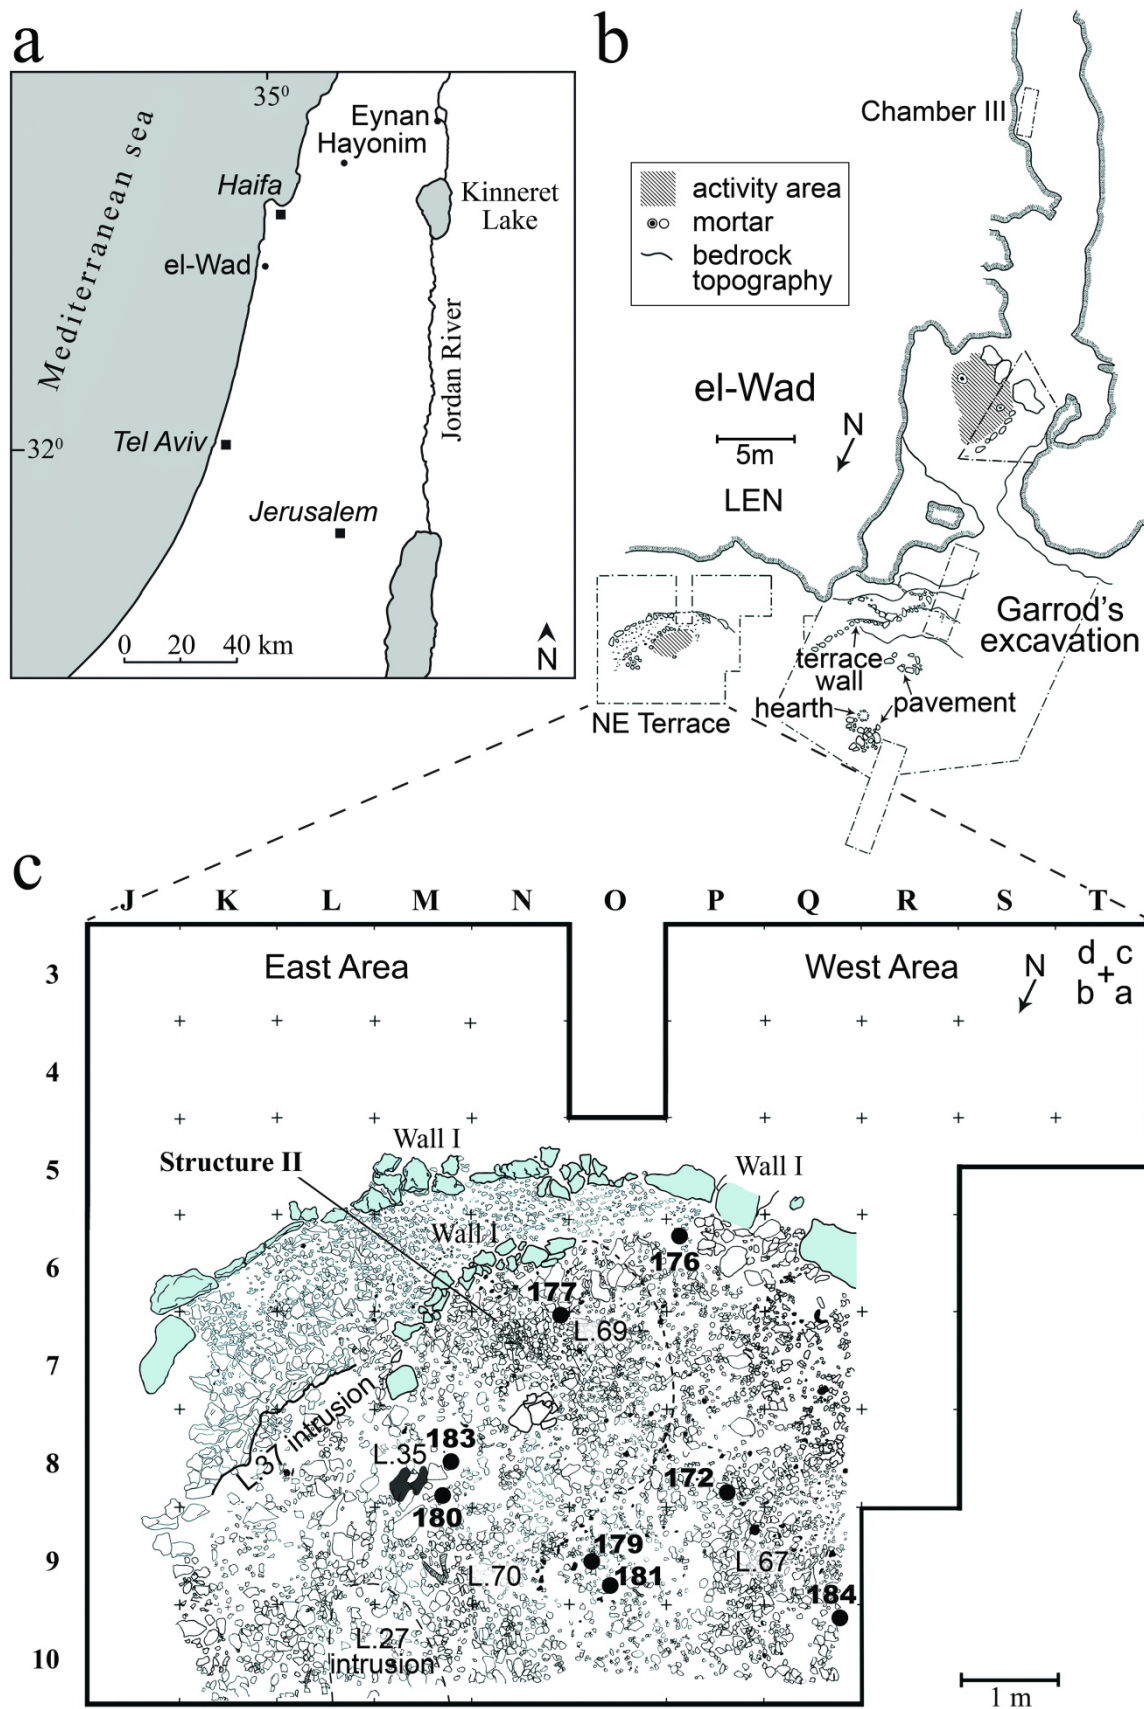 a
35⁰
Mediterranean sea
Eynan
Hayonim
Haifa
Kinneret
Lake
el-Wad
Jordan River
32⁰
Tel Aviv
Jerusalem
0 20 40 km
N
b
Chamber III
activity area
mortar
bedrock
topography
el-Wad
N
5m
LEN
Garrod's
excavation
terrace
wall
hearth
pavement
NE Terrace
c
J K L M N O P Q R S T
3
East Area
West Area
N
d c
b a
4
5
Wall I
Structure II
Wall I
Wall I
6
176
177
L.69
7
L.37 intrusion
8
183
L.35
172
180
9
179
L.67
L.70
181
184
10
L.27
intrusion
1 m